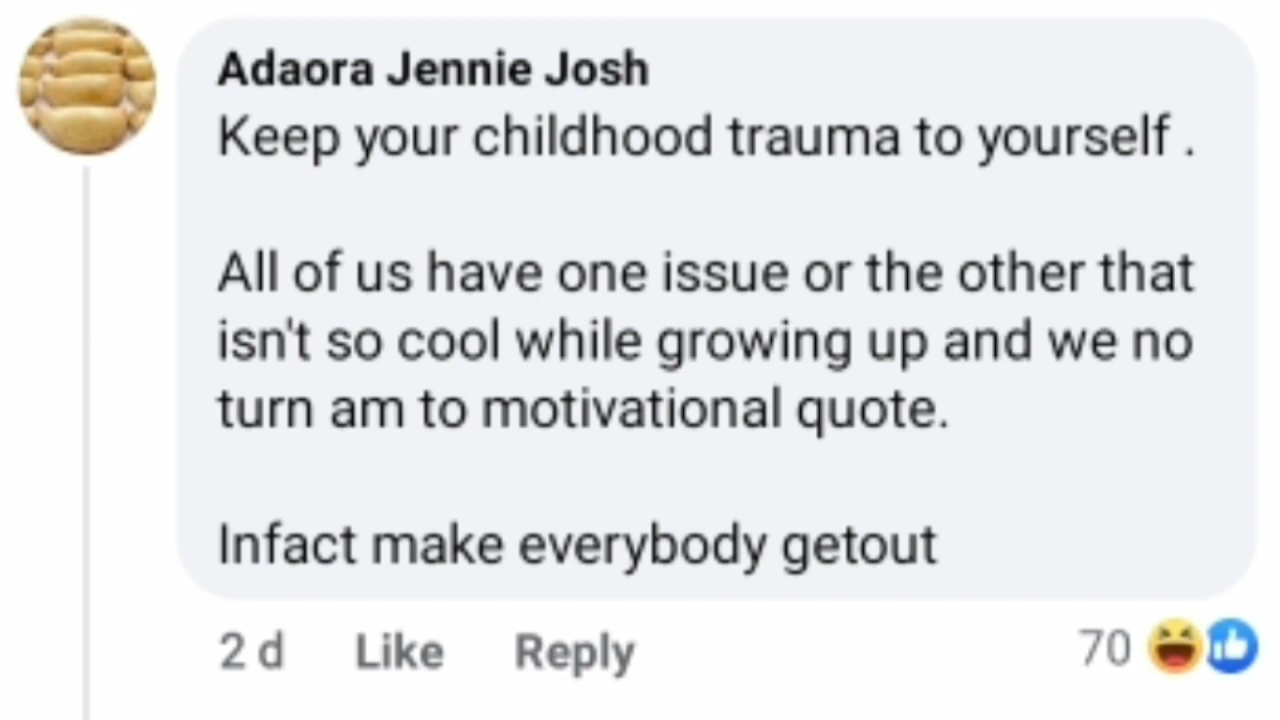 Adaora Jennie Josh
Keep your childhood trauma to yourself .
All of us have one issue or the other that
isn't so cool while growing up and we no
turn am to motivational quote.
Infact make everybody getout
2 d Like Reply 70